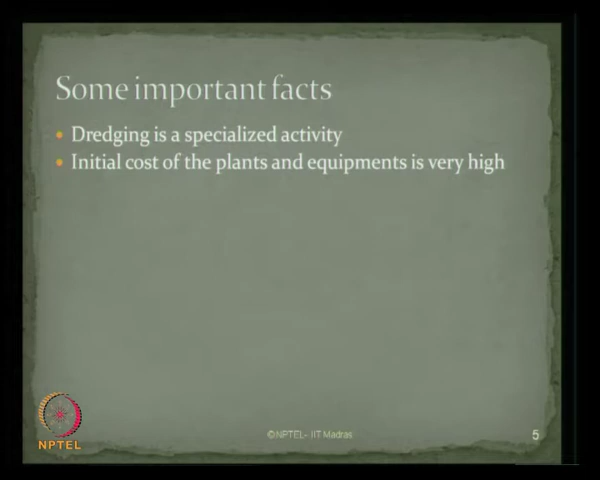 Some important facts
Dredging is a specialized activity
Initial cost of the plants and equipments is very high
NPTEL
©NPTEL- IIT Madras
5